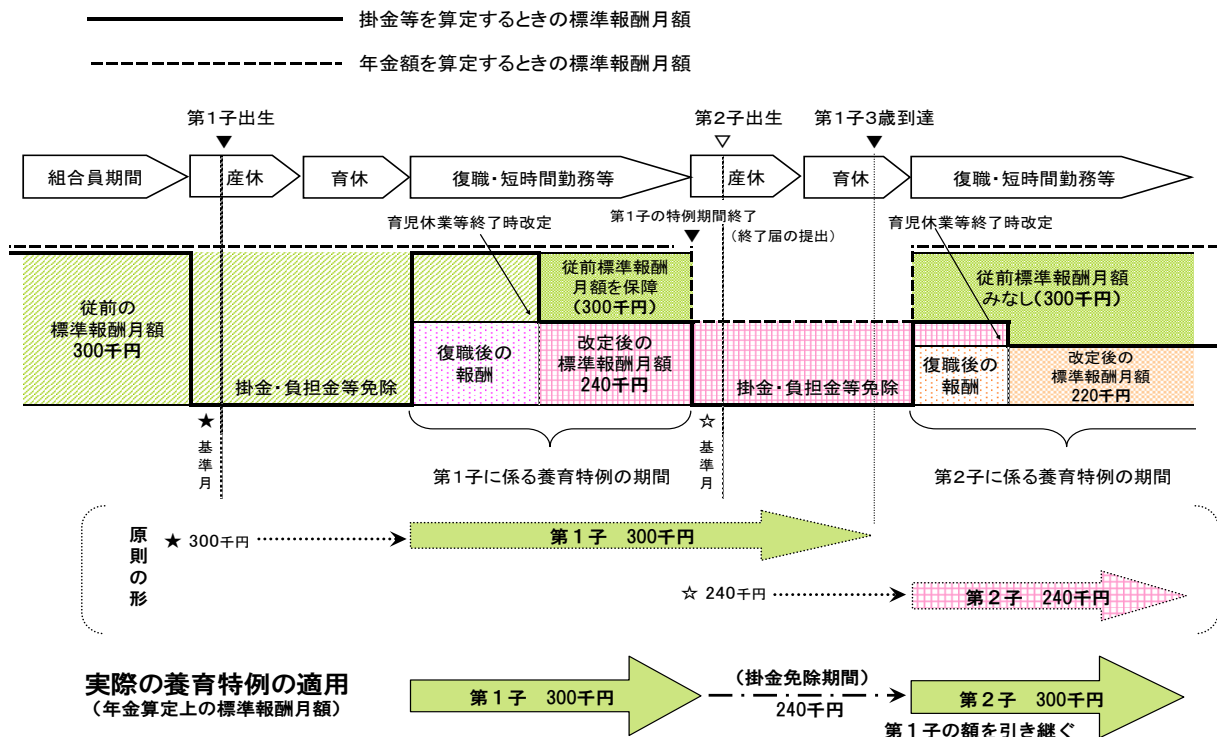 掛金等を算定するときの標準報酬月額
年金額を算定するときの標準報酬月額
第1子出生
▼
第2子出生
▽
第1子3歳到達
▼
組合員期間
産休
育休
復職・短時間勤務等
産休
育休
復職・短時間勤務等
育児休業等終了時改定
第1子の特例期間終了
▼
(終了届の提出)
育児休業等終了時改定
従前の
標準報酬月額
300千円
掛金・負担金等免除
復職後の
報酬
従前標準報酬
月額を保障
(300千円)
改定後の
標準報酬月額
240千円
掛金・負担金等免除
従前標準報酬月額
みなし(300千円)
復職後の
報酬
改定後の
標準報酬月額
220千円
★
基準月
第1子に係る養育特例の期間
☆
基準月
第2子に係る養育特例の期間
原則の形
★ 300千円
第1子 300千円
☆ 240千円
第2子 240千円
実際の養育特例の適用
(年金算定上の標準報酬月額)
第1子 300千円
(掛金免除期間)
240千円
第2子 300千円
第1子の額を引き継ぐ